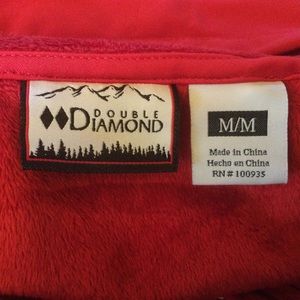 DOUBLE
DIAMOND
M/M
Made in China
Hecho en China
RN # 100935